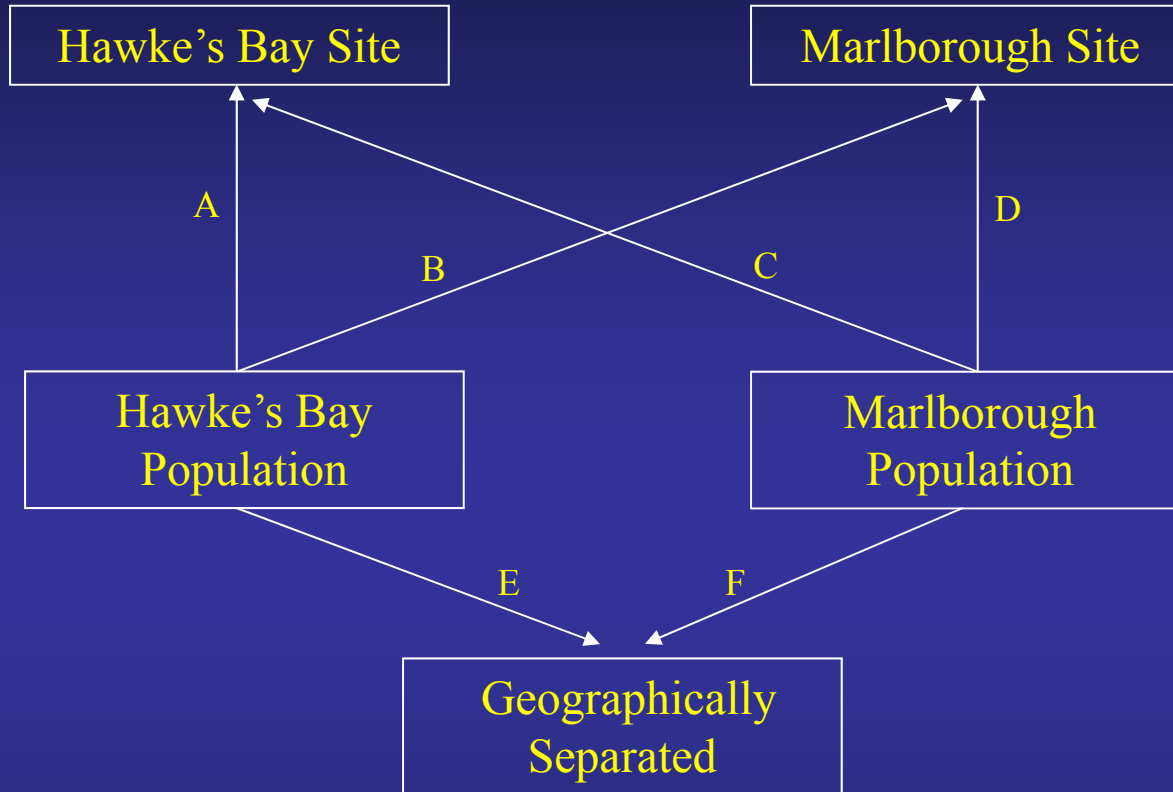 Hawke’s Bay Site
Marlborough Site
A
D
B
C
Hawke’s Bay
Population
Marlborough
Population
E
F
Geographically
Separated